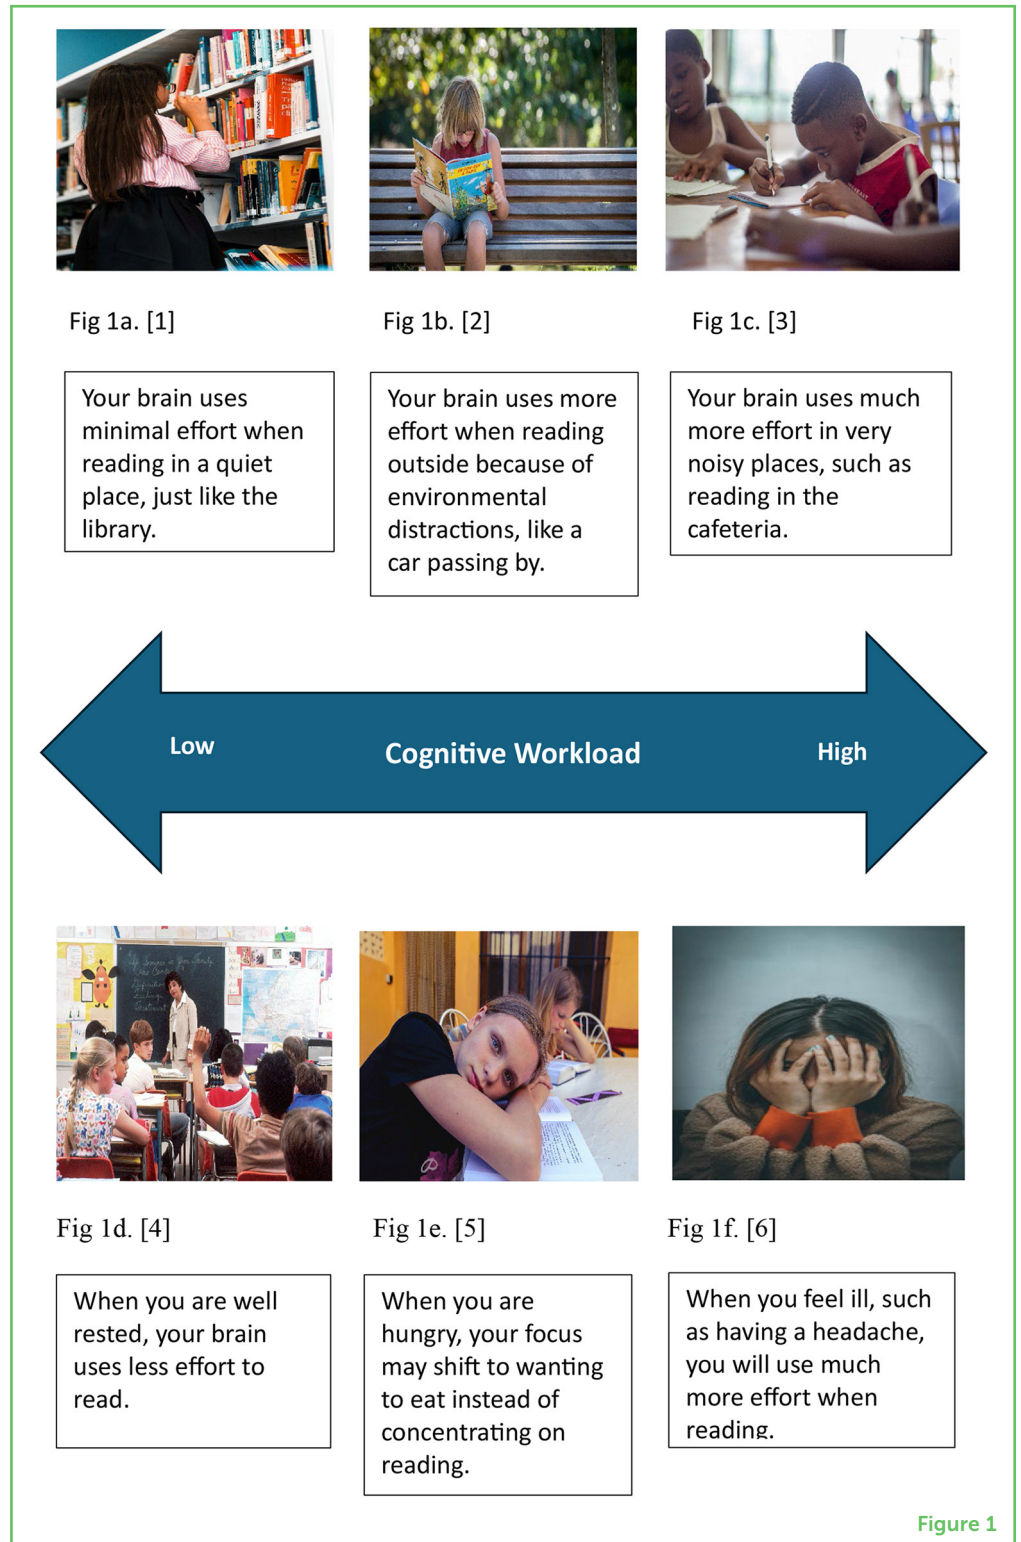 Fig 1a. [1]
Fig 1b. [2]
Fig 1c. [3]
Your brain uses
minimal effort when
reading in a quiet
place, just like the
library.
Your brain uses more
effort when reading
outside because of
environmental
distractions, like a
car passing by.
Your brain uses much
more effort in very
noisy places, such as
reading in the
cafeteria.
Low
Cognitive Workload
High
Fig 1d. [4]
Fig 1e. [5]
Fig 1f. [6]
When you are well
rested, your brain
uses less effort to
read.
When you are
hungry, your focus
may shift to wanting
to eat instead of
concentrating on
reading.
When you feel ill, such
as having a headache,
you will use much
more effort when
reading.
Figure 1